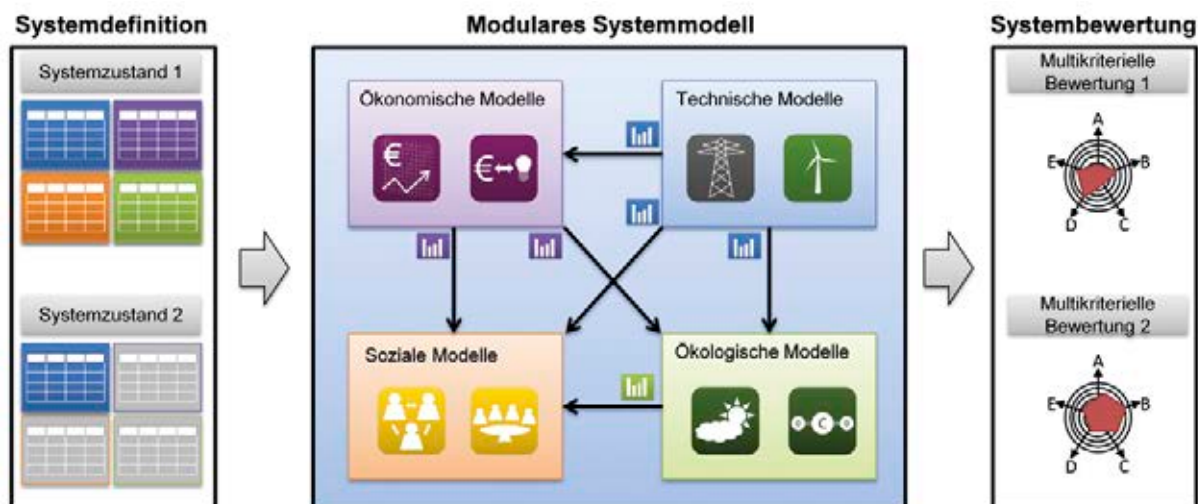 Systemdefinition
Modulares Systemmodell
Systembewertung
Systemzustand 1
Systemzustand 2
Ökonomische Modelle
Technische Modelle
€
€
Soziale Modelle
Ökologische Modelle
O C O
Multikriterielle
Bewertung 1
A
E
B
D
C
Multikriterielle
Bewertung 2
A
E
B
D
C